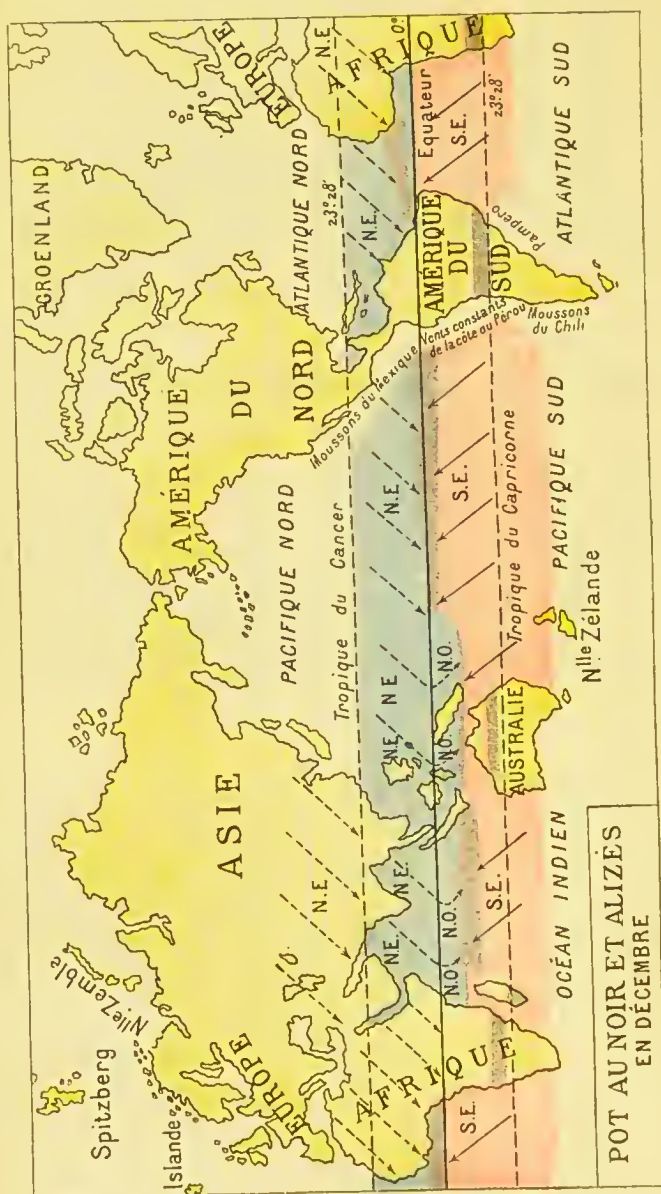 POT AU NOIR ET ALIZÉS
EN DÉCEMBRE
Spitzberg
Nlle Zemble
Islande
EUROPE
ASIE
AFRIQUE
GROENLAND
AMÉRIQUE
DU
NORD
EUROPE
AFRIQUE
PACIFIQUE NORD
ATLANTIQUE NORD
Tropique du Cancer
23°28'
Moussons du Mexique
Vents constants
de la côte du Pérou
Moussons
du Chili
AMÉRIQUE
DU
SUD
Pampero
Equateur
0°
23°28'
Tropique du Capricorne
AUSTRALIE
Nlle Zélande
OCÉAN INDIEN
PACIFIQUE SUD
ATLANTIQUE SUD
N.E.
N.E.
N.E.
N.E.
N E
N.E
N.E.
N.E
N.O.
N.O.
N.O.
N.O.
S.E.
S.E.
S.E.
S.E.